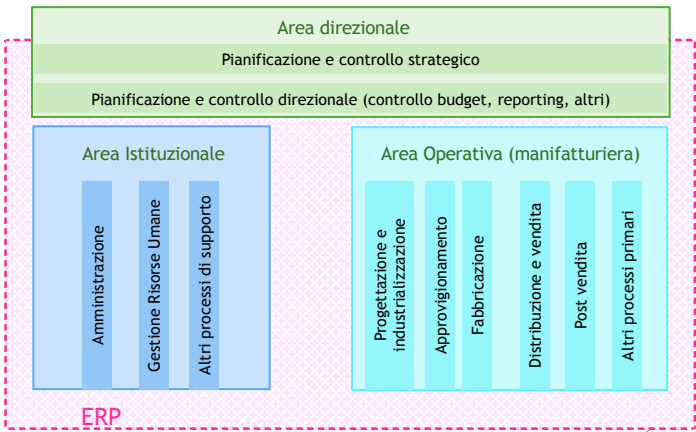 Area direzionale
Pianificazione e controllo strategico
Pianificazione e controllo direzionale (controllo budget, reporting, altri)
Area Istituzionale
Amministrazione
Gestione Risorse Umane
Altri processi di supporto
Area Operativa (manifatturiera)
Progettazione e
industrializzazione
Approvigionamento
Fabbricazione
Distribuzione e vendita
Post vendita
Altri processi primari
ERP